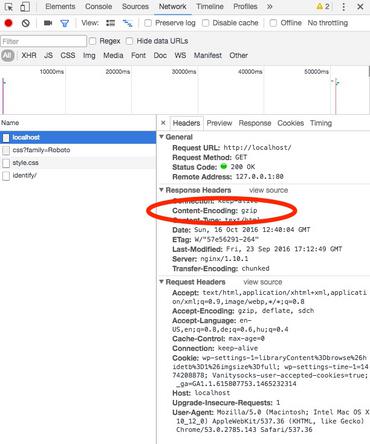 Elements Console Sources Network Timeline » 2
View: Preserve log Disable cache Offline No throttling
Filter Regex Hide data URLs
All XHR JS CSS Img Media Font Doc WS Manifest Other
10000ms 20000ms 30000ms 40000ms 50000ms
Name
localhost
css?family=Roboto
style.css
identify/
× Headers Preview Response Cookies Timing
General
Request URL: http://localhost/
Request Method: GET
Status Code: 200 OK
Remote Address: 127.0.0.1:80
Response Headers view source
Connection: keep-alive
Content-Encoding: gzip
Content-Type: text/html
Date: Sun, 16 Oct 2016 12:40:04 GMT
ETag: W/"57e56291-264"
Last-Modified: Fri, 23 Sep 2016 17:12:49 GMT
Server: nginx/1.10.1
Transfer-Encoding: chunked
Request Headers view source
Accept: text/html,application/xhtml+xml,applicat
ion/xml;q=0.9,image/webp,*/*;q=0.8
Accept-Encoding: gzip, deflate, sdch
Accept-Language: en-
US,en;q=0.8,de;q=0.6,hu;q=0.4
Cache-Control: max-age=0
Connection: keep-alive
Cookie: wp-settings-1=libraryContent%3Dbrowse%26h
idetb%3D1%26imgsize%3Dfull; wp-settings-time-1=14
74208878; Vanitysocks-user-accepted-cookies=true;
_ga=GA1.1.615807753.1465232314
Host: localhost
Upgrade-Insecure-Requests: 1
User-Agent: Mozilla/5.0 (Macintosh; Intel Mac OS X
10_12_0) AppleWebKit/537.36 (KHTML, like Gecko)
Chrome/53.0.2785.143 Safari/537.36